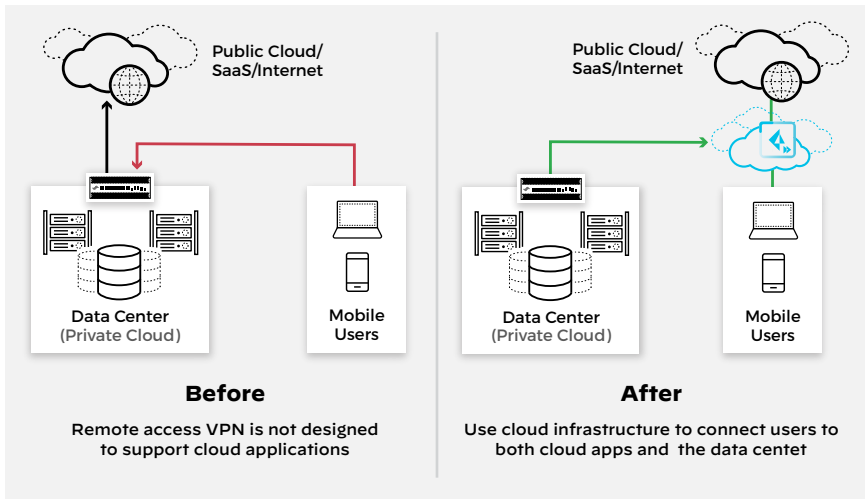 Public Cloud/
SaaS/Internet
Data Center
(Private Cloud)
Mobile
Users
Before
Remote access VPN is not designed
to support cloud applications
Public Cloud/
SaaS/Internet
Data Center
(Private Cloud)
Mobile
Users
After
Use cloud infrastructure to connect users to
both cloud apps and the data centet